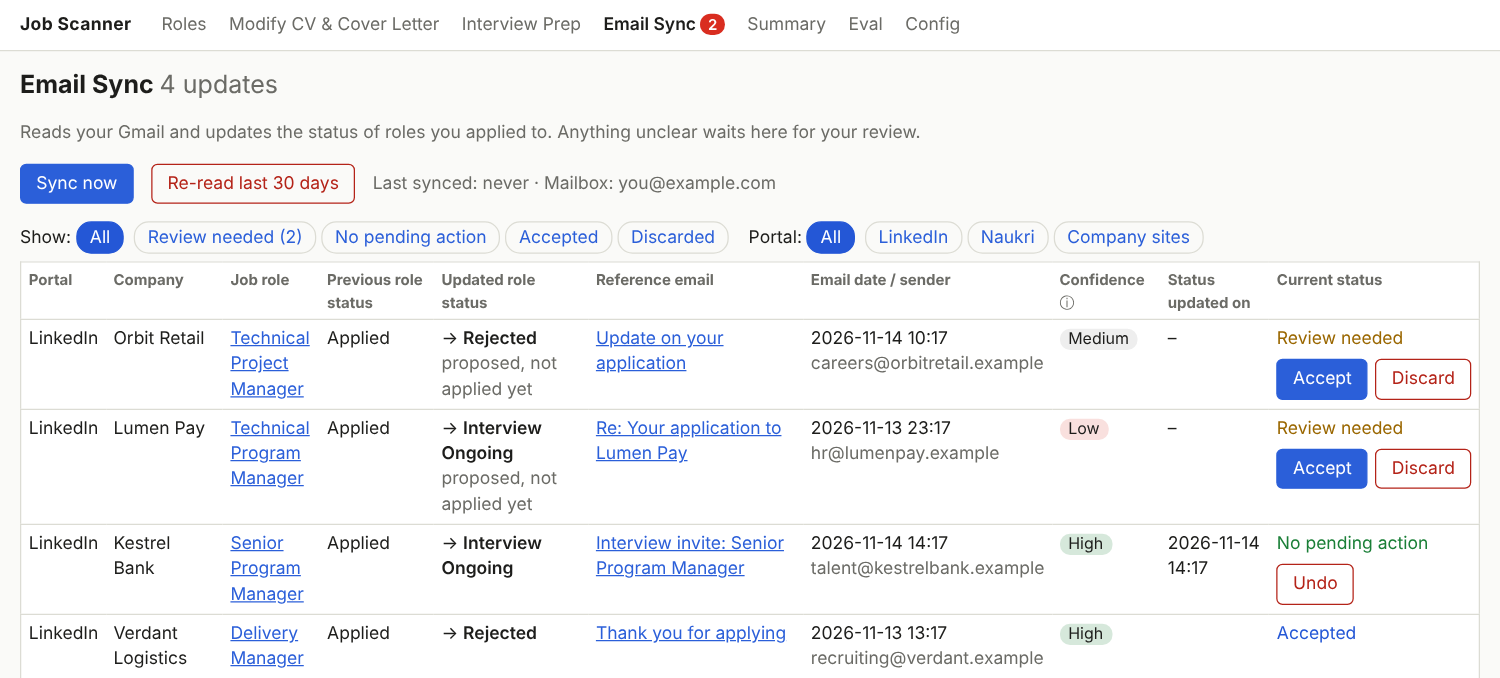 Job Scanner Roles Modify CV & Cover Letter Interview Prep Email Sync 2 Summary Eval Config
Email Sync 4 updates
Reads your Gmail and updates the status of roles you applied to. Anything unclear waits here for your review.
Sync now Re-read last 30 days Last synced: never · Mailbox: you@example.com
Show: All Review needed (2) No pending action Accepted Discarded Portal: All LinkedIn Naukri Company sites
Portal Company Job role Previous role status Updated role status Reference email Email date / sender Confidence ⓘ Status updated on Current status
LinkedIn Orbit Retail Technical Project Manager Applied → Rejected proposed, not applied yet Update on your application 2026-11-14 10:17 careers@orbitretail.example Medium – Review needed Accept Discard
LinkedIn Lumen Pay Technical Program Manager Applied → Interview Ongoing proposed, not applied yet Re: Your application to Lumen Pay 2026-11-13 23:17 hr@lumenpay.example Low – Review needed Accept Discard
LinkedIn Kestrel Bank Senior Program Manager Applied → Interview Ongoing Interview invite: Senior Program Manager 2026-11-14 14:17 talent@kestrelbank.example High 2026-11-14 14:17 No pending action Undo
LinkedIn Verdant Logistics Delivery Manager Applied → Rejected Thank you for applying 2026-11-13 13:17 recruiting@verdant.example High Accepted